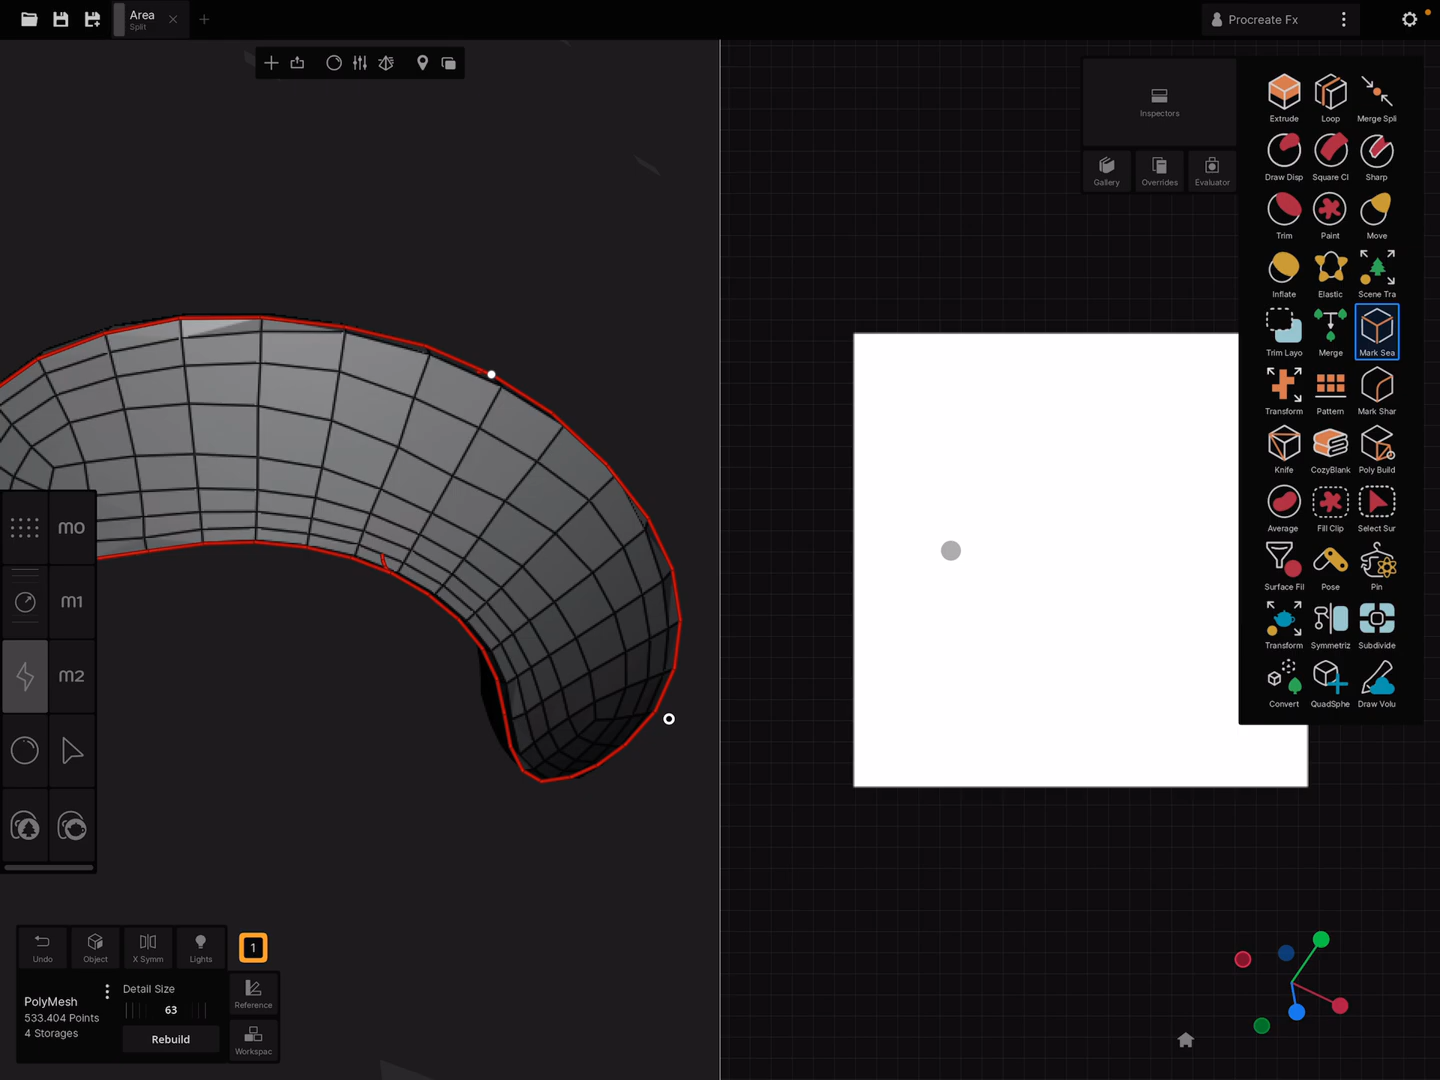 Area
Split
Procreate Fx
Inspectors
Gallery
Overrides
Evaluator
Extrude
Loop
Merge Spli
Draw Disp
Square Cl
Sharp
Trim
Paint
Move
Inflate
Elastic
Scene Tra
Trim Layo
Merge
Mark Sea
Transform
Pattern
Mark Shar
Knife
CozyBlank
Poly Build
Average
Fill Clip
Select Sur
Surface Fil
Pose
Pin
Transform
Symmetriz
Subdivide
Convert
QuadSphe
Draw Volu
m0
m1
m2
Undo
Object
X Symm
Lights
1
PolyMesh
533.404 Points
4 Storages
Detail Size
63
Rebuild
Reference
Workspac